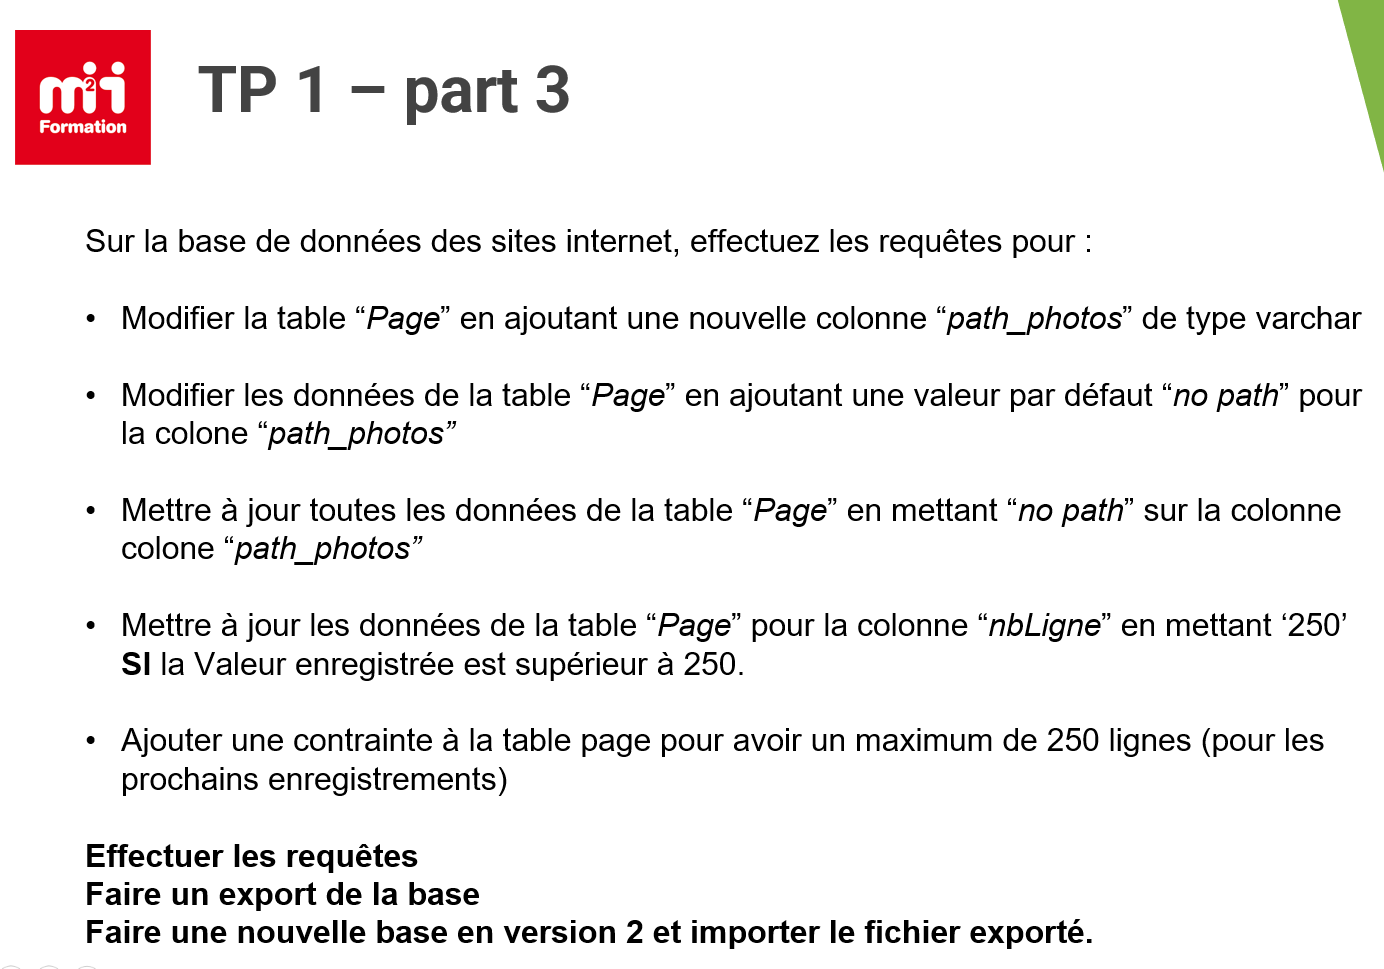 m2i
Formation
TP 1 – part 3
Sur la base de données des sites internet, effectuez les requêtes pour :
• Modifier la table “Page” en ajoutant une nouvelle colonne “path_photos” de type varchar
• Modifier les données de la table “Page” en ajoutant une valeur par défaut “no path” pour
la colone “path_photos”
• Mettre à jour toutes les données de la table “Page” en mettant “no path” sur la colonne
colone “path_photos”
• Mettre à jour les données de la table “Page” pour la colonne “nbLigne” en mettant ‘250’
SI la Valeur enregistrée est supérieur à 250.
• Ajouter une contrainte à la table page pour avoir un maximum de 250 lignes (pour les
prochains enregistrements)
Effectuer les requêtes
Faire un export de la base
Faire une nouvelle base en version 2 et importer le fichier exporté.